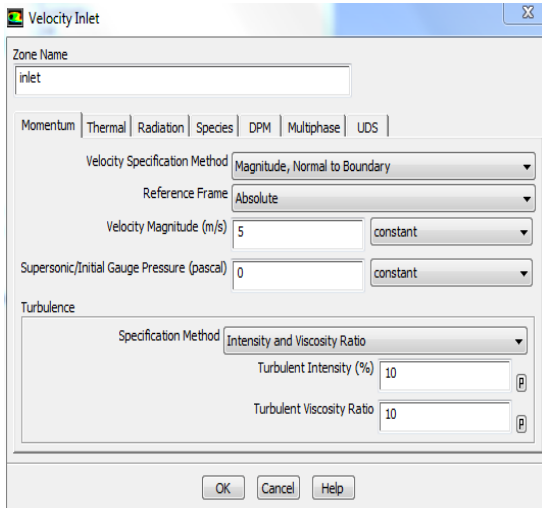 Velocity Inlet
Zone Name
inlet
Momentum Thermal Radiation Species DPM Multiphase UDS
Velocity Specification Method Magnitude, Normal to Boundary
Reference Frame Absolute
Velocity Magnitude (m/s) 5 constant
Supersonic/Initial Gauge Pressure (pascal) 0 constant
Turbulence
Specification Method Intensity and Viscosity Ratio
Turbulent Intensity (%) 10 P
Turbulent Viscosity Ratio 10 P
OK Cancel Help